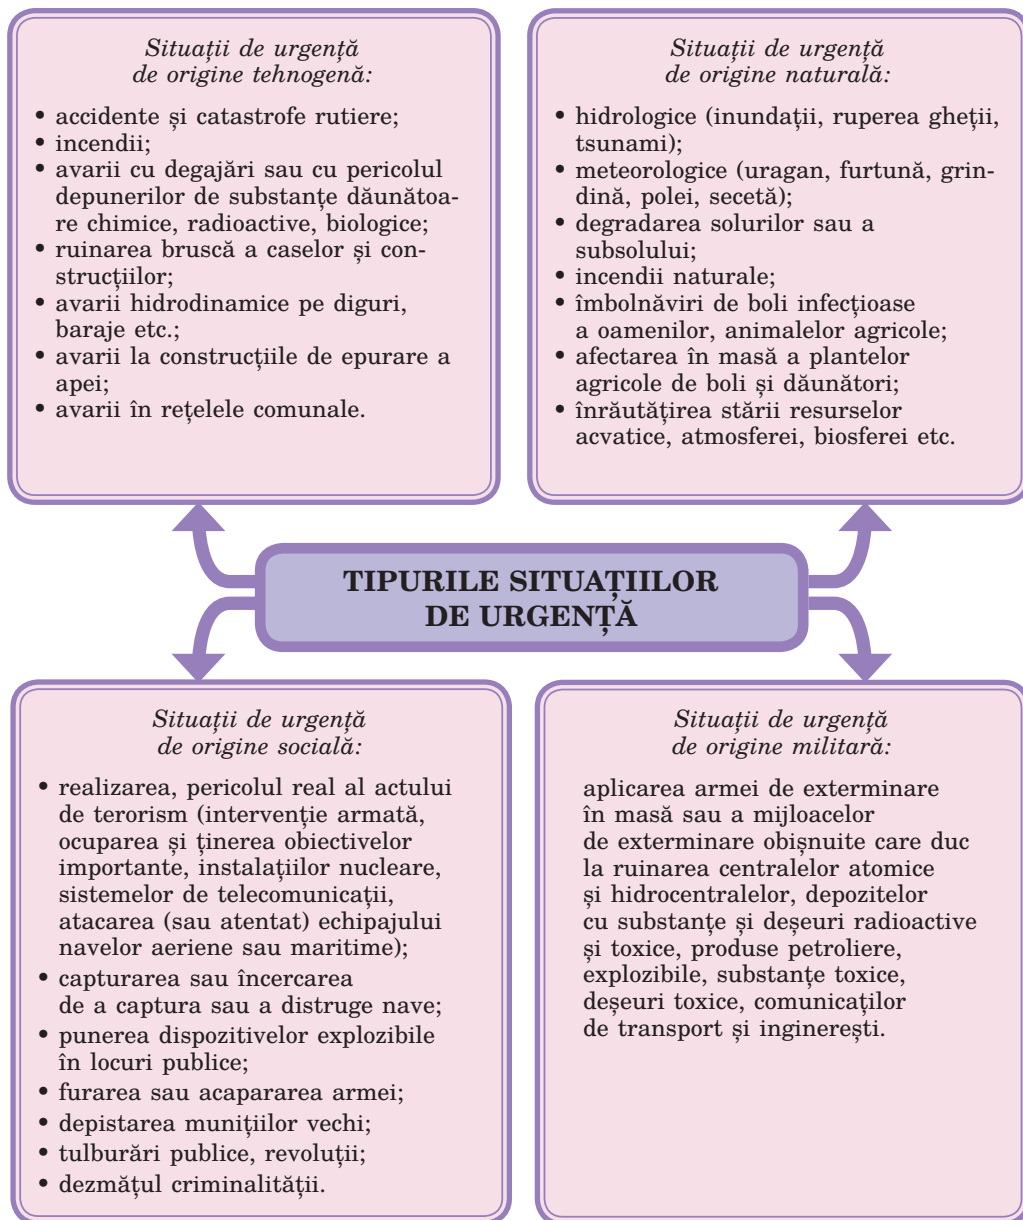 Situații de urgență
de origine tehnogenă:
• accidente și catastrofe rutiere;
• incendii;
• avarii cu degajări sau cu pericolul
depunerilor de substanțe dăunătoa-
re chimice, radioactive, biologice;
• ruinarea bruscă a caselor și con-
strucțiilor;
• avarii hidrodinamice pe diguri,
baraje etc.;
• avarii la construcțiile de epurare a
apei;
• avarii în rețelele comunale.
Situații de urgență
de origine naturală:
• hidrologice (inundații, ruperea gheții,
tsunami);
• meteorologice (uragan, furtună, grin-
dină, polei, secetă);
• degradarea solurilor sau a
subsolului;
• incendii naturale;
• îmbolnăviri de boli infecțioase
a oamenilor, animalelor agricole;
• afectarea în masă a plantelor
agricole de boli și dăunători;
• înrăutățirea stării resurselor
acvatice, atmosferei, biosferei etc.
TIPURILE SITUAȚIILOR
DE URGENȚĂ
Situații de urgență
de origine socială:
• realizarea, pericolul real al actului
de terorism (intervenție armată,
ocuparea și ținerea obiectivelor
importante, instalațiilor nucleare,
sistemelor de telecomunicații,
atacarea (sau atentat) echipajului
navelor aeriene sau maritime);
• capturarea sau încercarea
de a captura sau a distruge nave;
• punerea dispozitivelor explozibile
în locuri publice;
• furarea sau acapararea armei;
• depistarea munițiilor vechi;
• tulburări publice, revoluții;
• dezmățul criminalității.
Situații de urgență
de origine militară:
aplicarea armei de exterminare
în masă sau a mijloacelor
de exterminare obișnuite care duc
la ruinarea centralelor atomice
și hidrocentralelor, depozitelor
cu substanțe și deșeuri radioactive
și toxice, produse petroliere,
explozibile, substanțe toxice,
deșeuri toxice, comunicaților
de transport și inginerești.